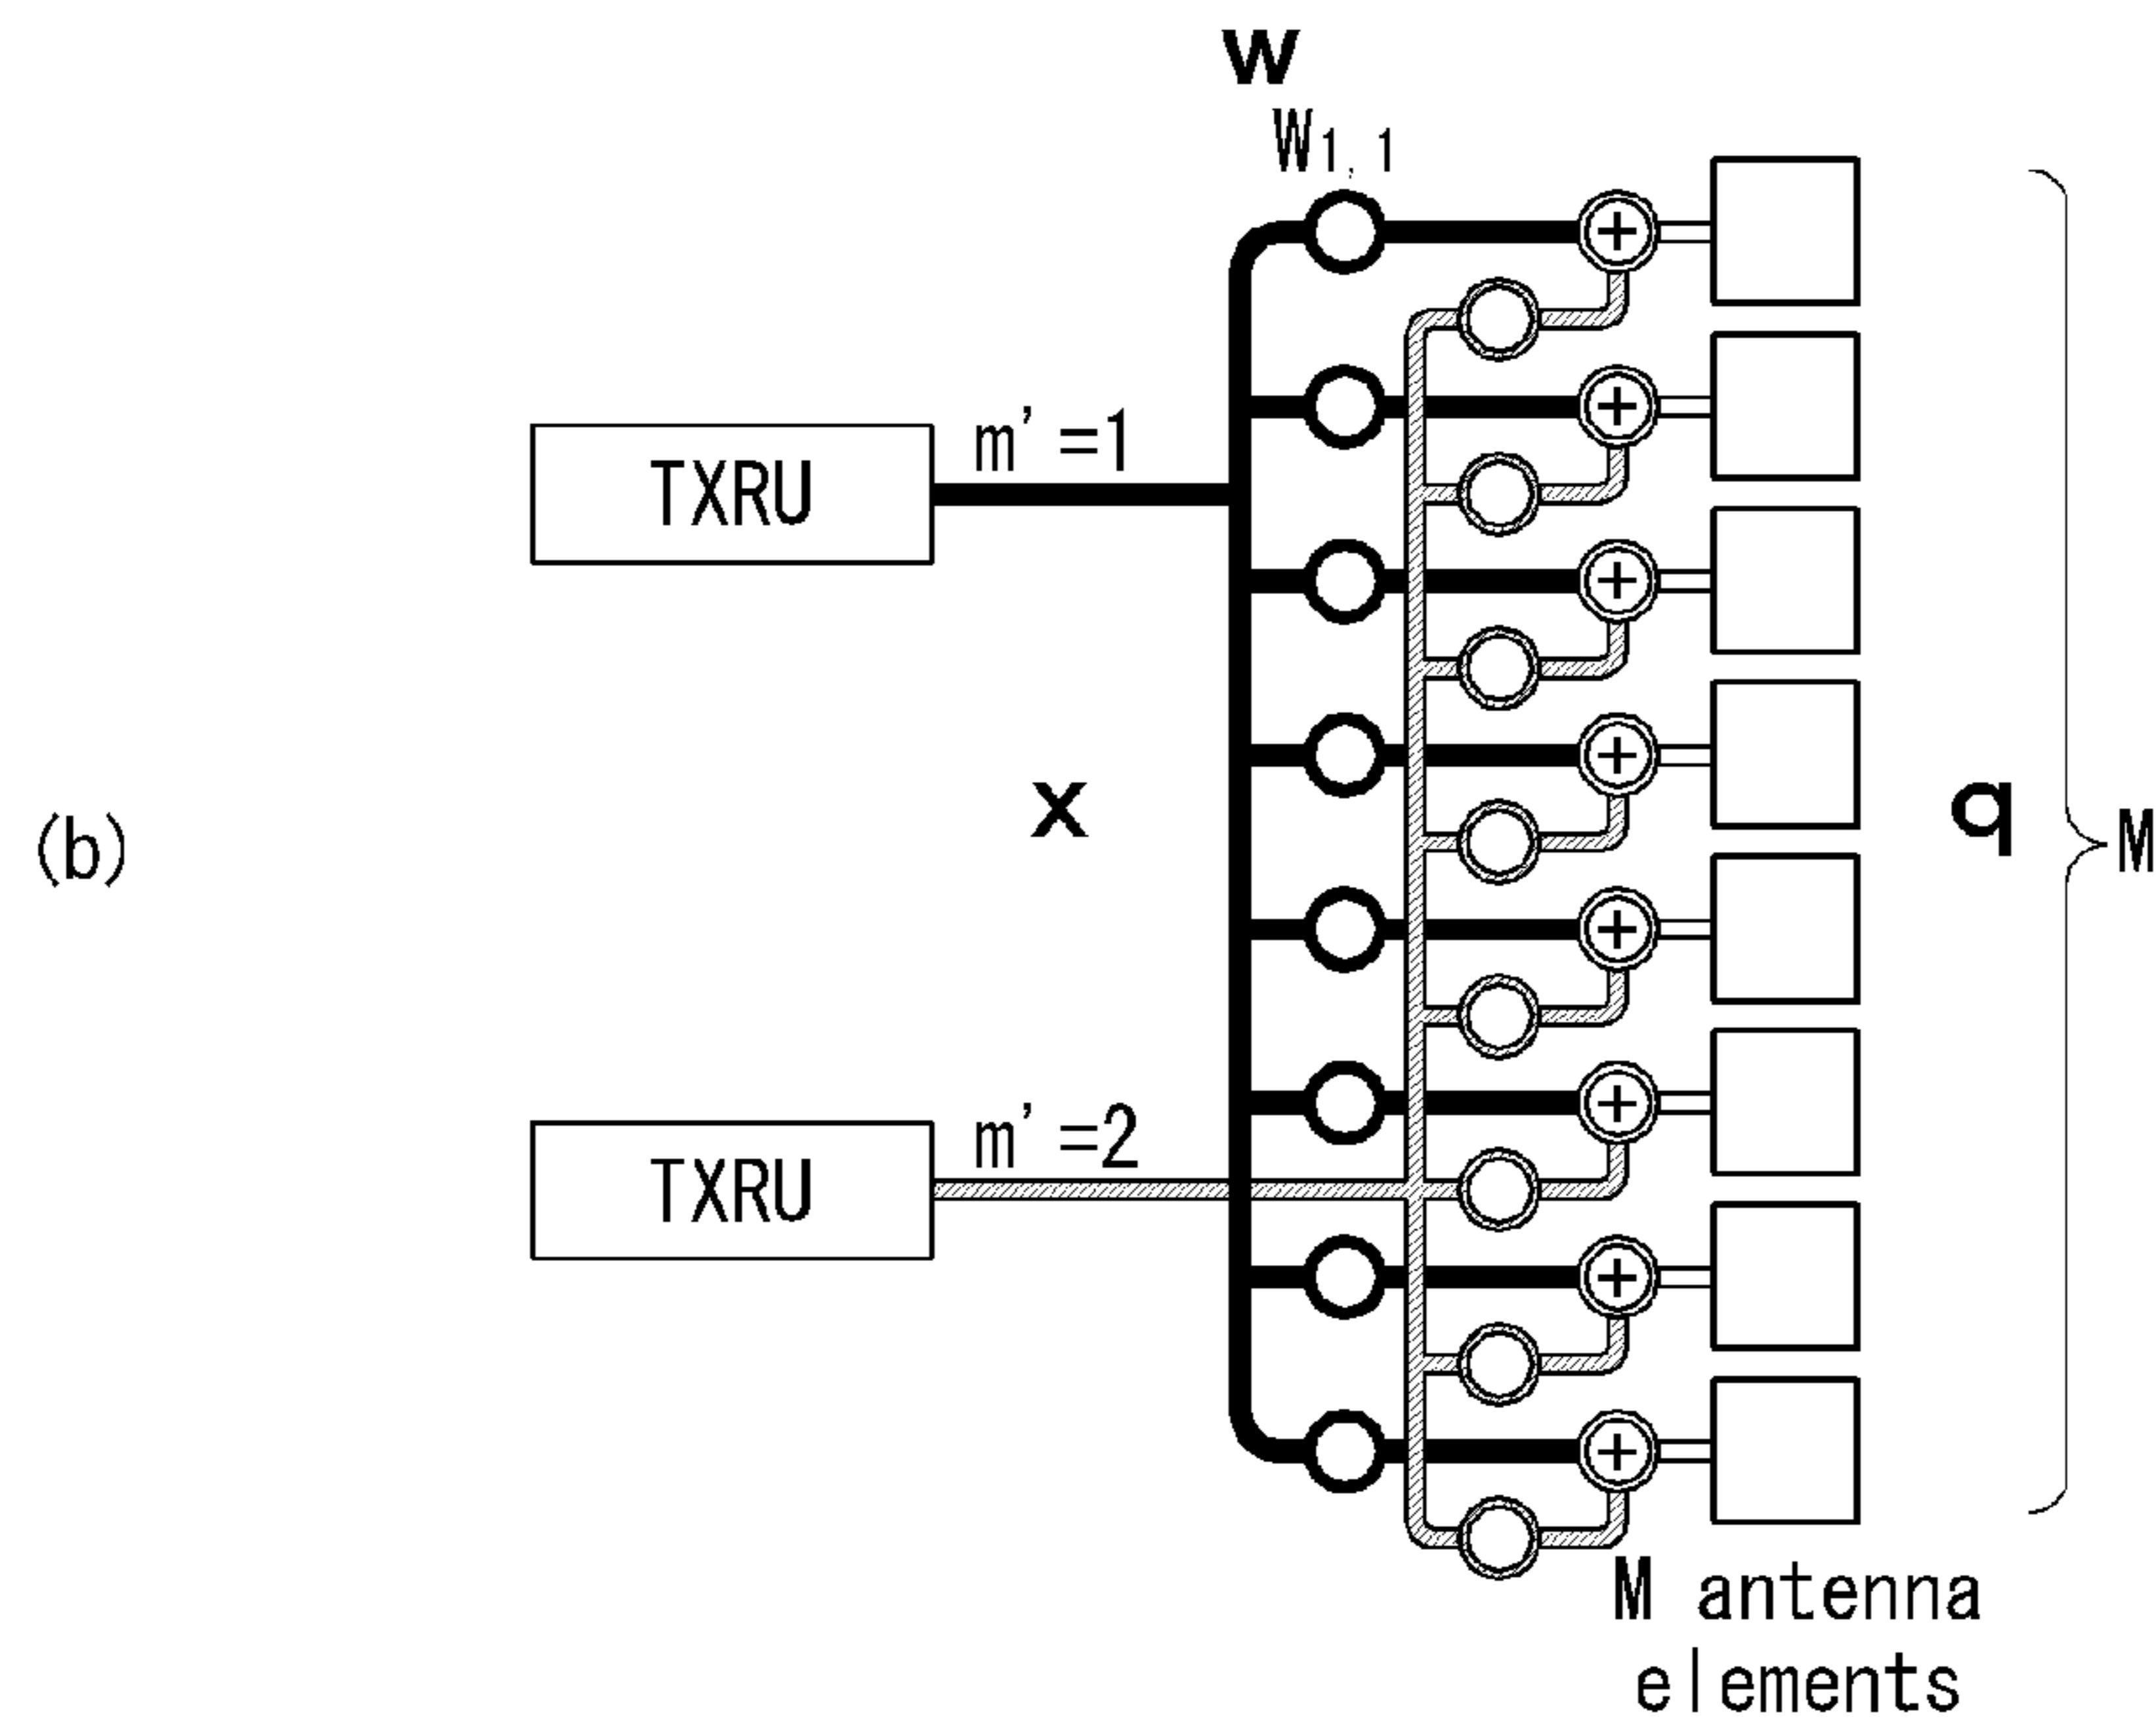 w
W1,1
m'=1
TXRU
x
q
M
(b)
m'=2
TXRU
M antenna
elements